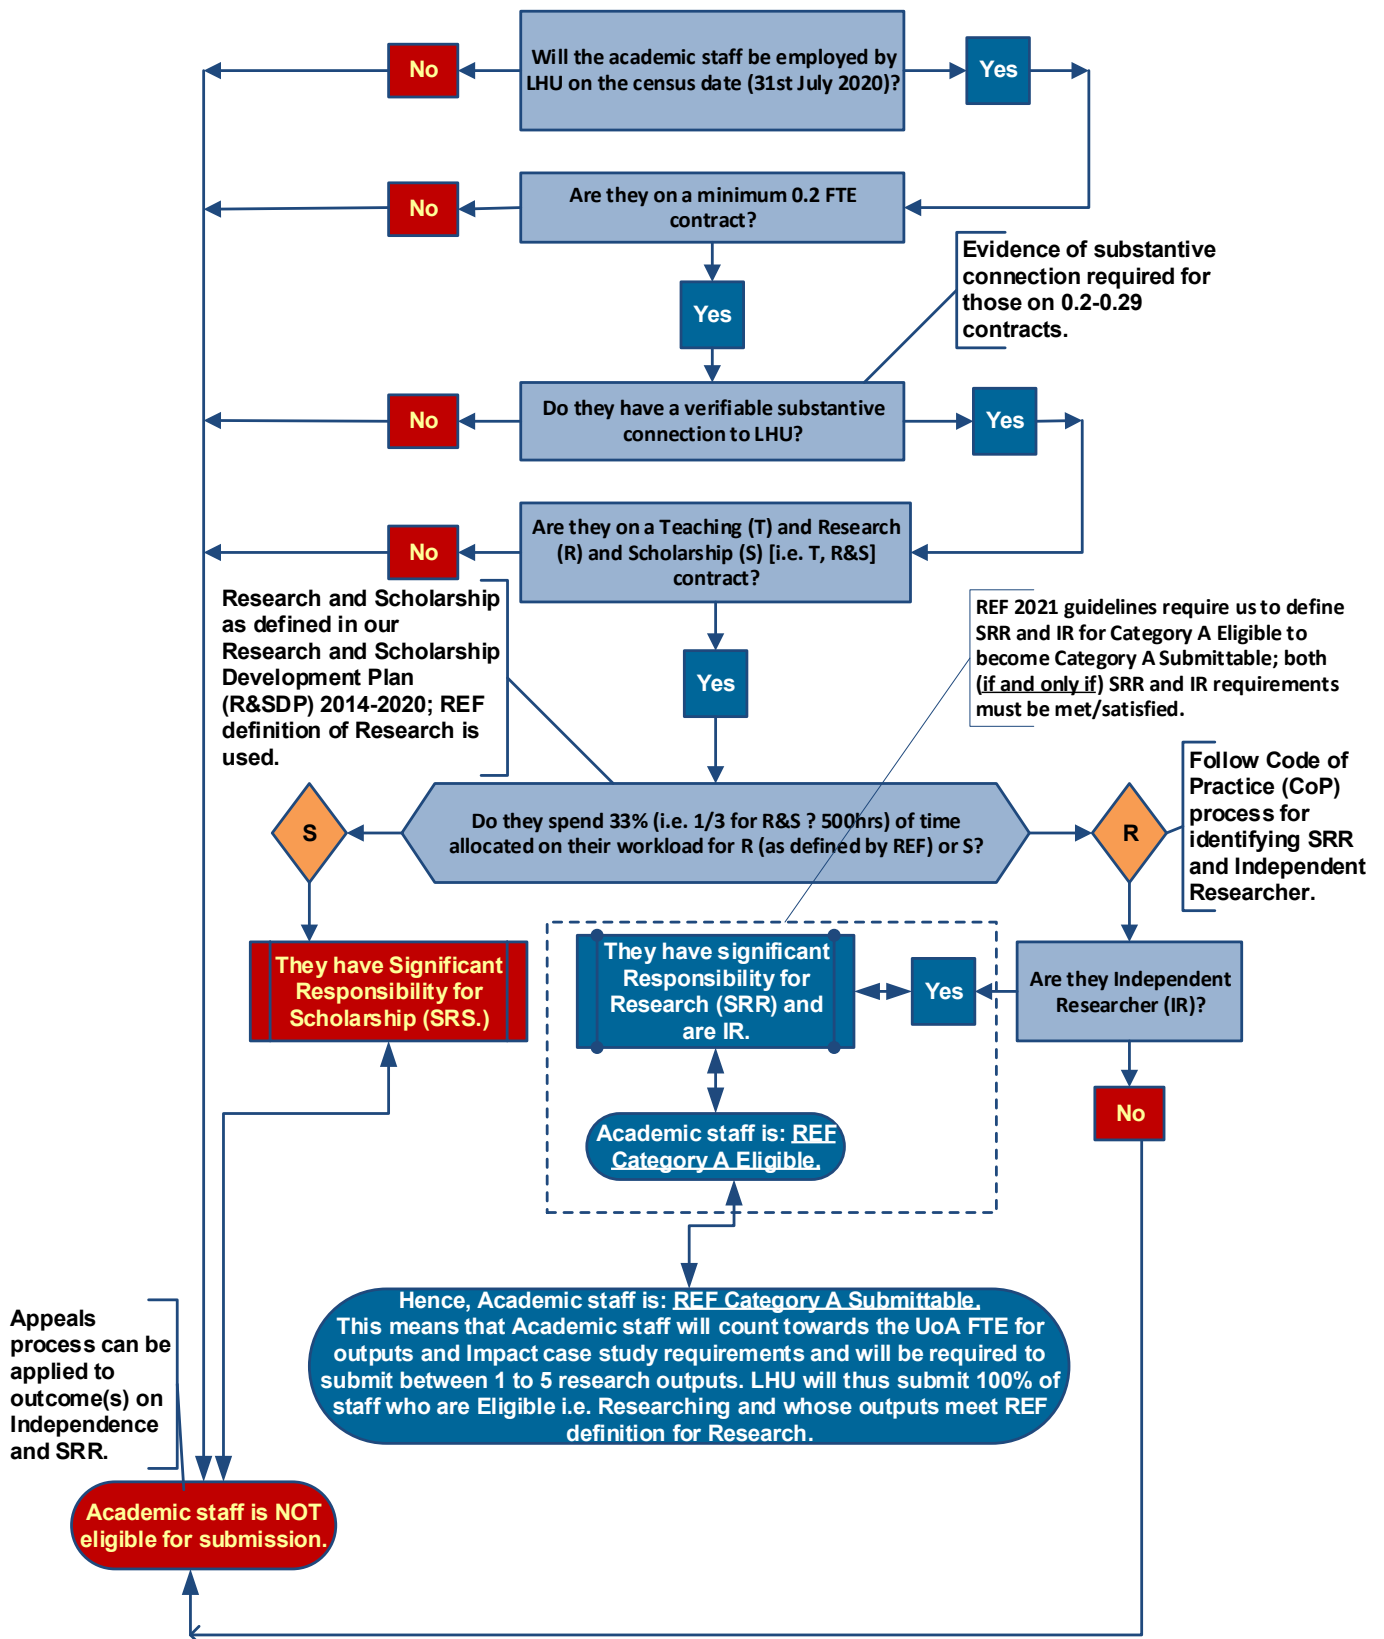 Will the academic staff be employed by
LHU on the census date (31st July 2020)?
No
Yes
Are they on a minimum 0.2 FTE
contract?
No
Yes
Evidence of substantive
connection required for
those on 0.2-0.29
contracts.
Do they have a verifiable substantive
connection to LHU?
No
Yes
Are they on a Teaching (T) and Research
(R) and Scholarship (S) [i.e. T, R&S]
contract?
No
Yes
Research and Scholarship
as defined in our
Research and Scholarship
Development Plan
(R&SDP) 2014-2020; REF
definition of Research is
used.
REF 2021 guidelines require us to define
SRR and IR for Category A Eligible to
become Category A Submittable; both
(if and only if) SRR and IR requirements
must be met/satisfied.
Follow Code of
Practice (CoP)
process for
identifying SRR
and Independent
Researcher.
S
Do they spend 33% (i.e. 1/3 for R&S ? 500hrs) of time
allocated on their workload for R (as defined by REF) or S?
R
They have Significant
Responsibility for
Scholarship (SRS.)
They have significant
Responsibility for
Research (SRR) and
are IR.
Yes
Are they Independent
Researcher (IR)?
No
Academic staff is: REF
Category A Eligible.
Hence, Academic staff is: REF Category A Submittable.
This means that Academic staff will count towards the UoA FTE for
outputs and Impact case study requirements and will be required to
submit between 1 to 5 research outputs. LHU will thus submit 100% of
staff who are Eligible i.e. Researching and whose outputs meet REF
definition for Research.
Appeals
process can be
applied to
outcome(s) on
Independence
and SRR.
Academic staff is NOT
eligible for submission.